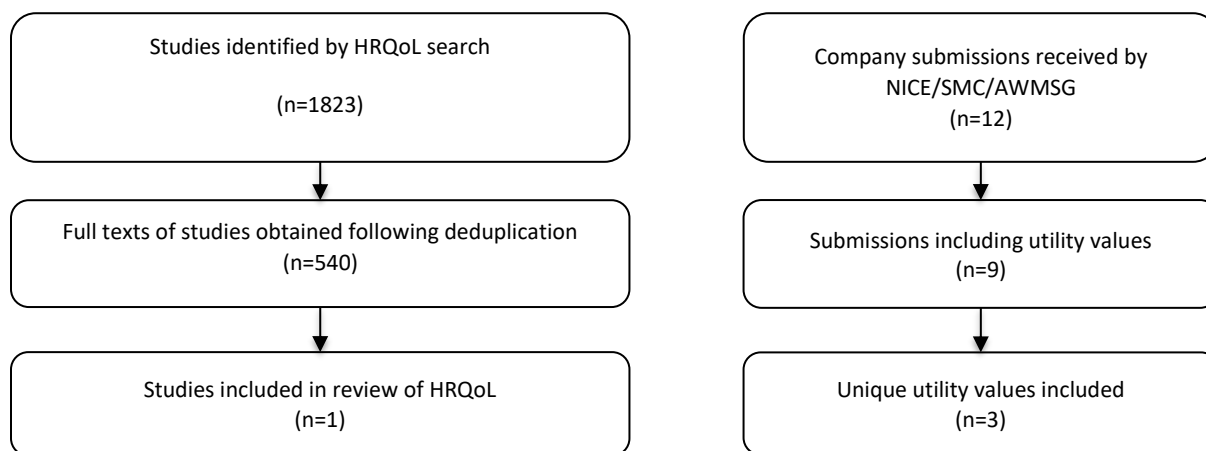 Studies identified by HRQoL search
(n=1823)
Full texts of studies obtained following deduplication
(n=540)
Studies included in review of HRQoL
(n=1)
Company submissions received by
NICE/SMC/AWMSG
(n=12)
Submissions including utility values
(n=9)
Unique utility values included
(n=3)